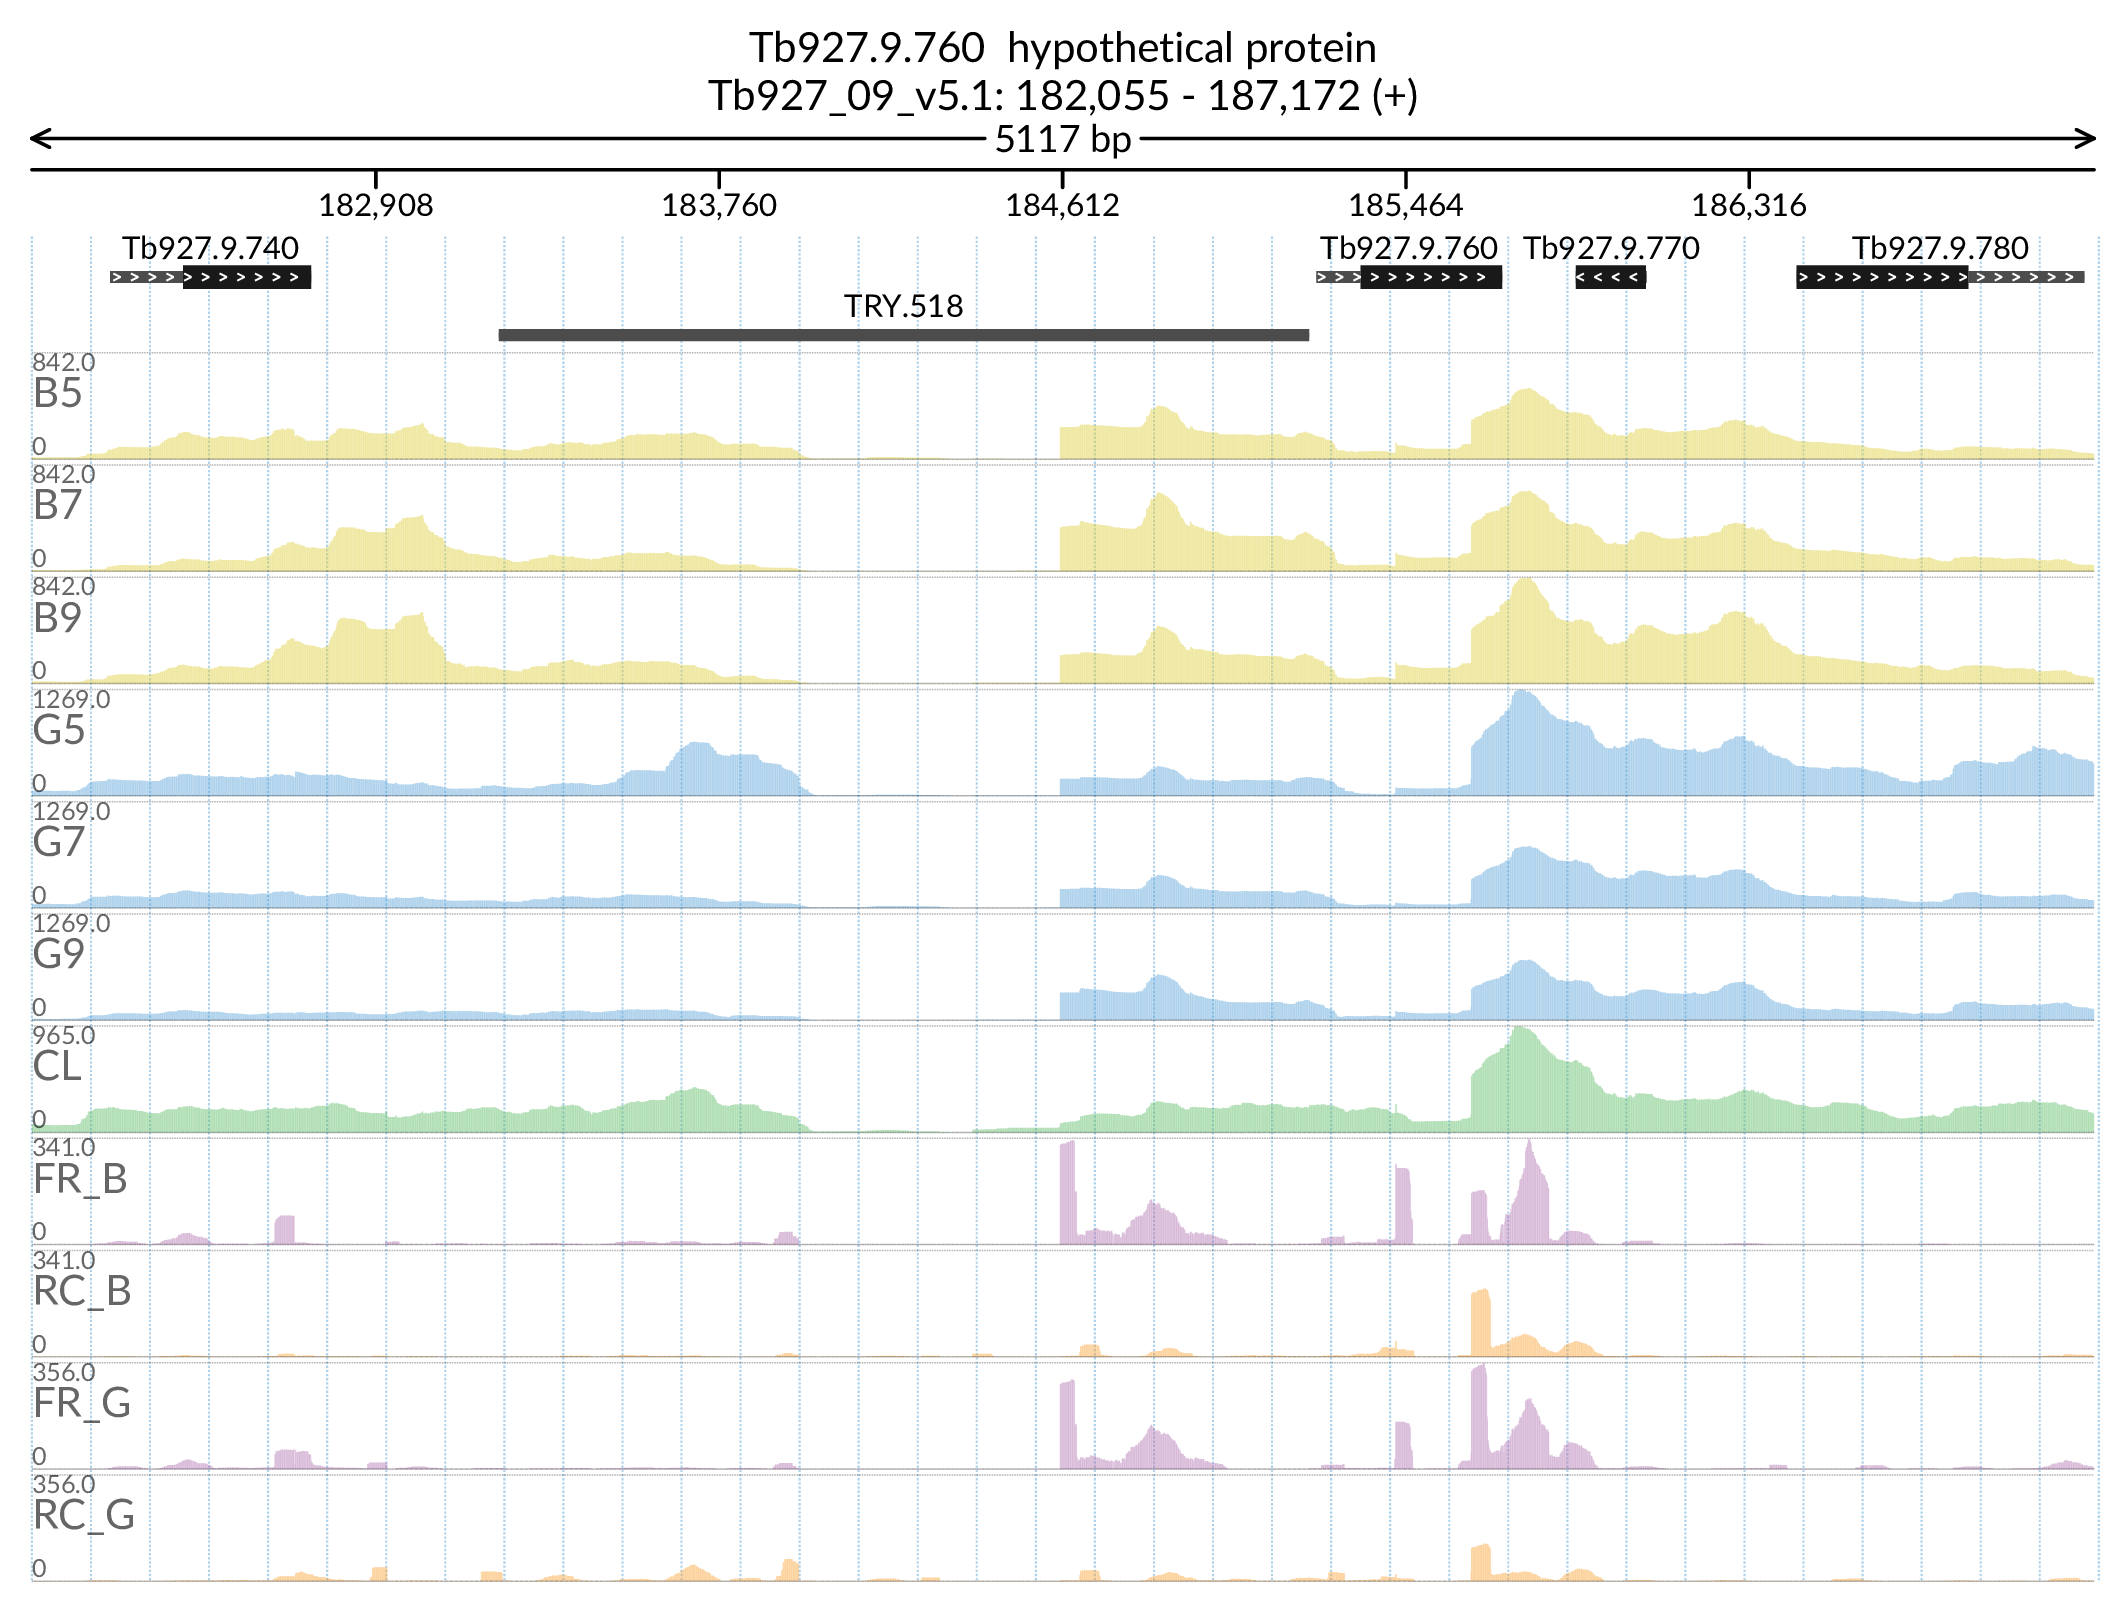 Tb927.9.760 hypothetical protein
Tb927_09_v5.1: 182,055 - 187,172 (+)
5117 bp
182,908 183,760 184,612 185,464 186,316
Tb927.9.740 Tb927.9.760 Tb927.9.770 Tb927.9.780
TRY.518
842.0
B5
0
842.0
B7
0
842.0
B9
0
1269.0
G5
0
1269.0
G7
0
1269.0
G9
0
965.0
CL
0
341.0
FR_B
0
341.0
RC_B
0
356.0
FR_G
0
356.0
RC_G
0